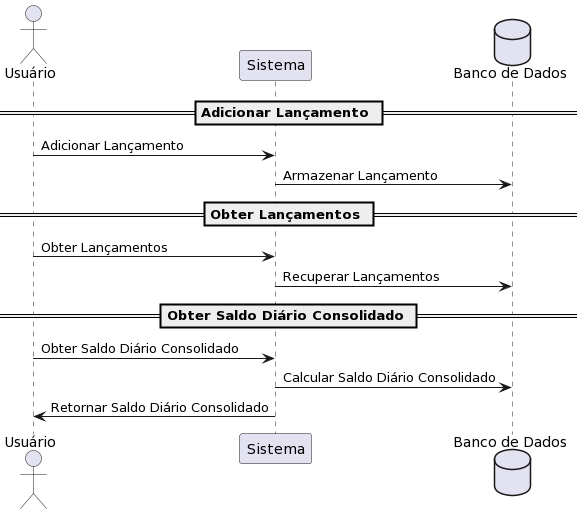 Usuário
Sistema
Banco de Dados
Adicionar Lançamento
Adicionar Lançamento
Armazenar Lançamento
Obter Lançamentos
Obter Lançamentos
Recuperar Lançamentos
Obter Saldo Diário Consolidado
Obter Saldo Diário Consolidado
Calcular Saldo Diário Consolidado
Retornar Saldo Diário Consolidado
Usuário
Sistema
Banco de Dados